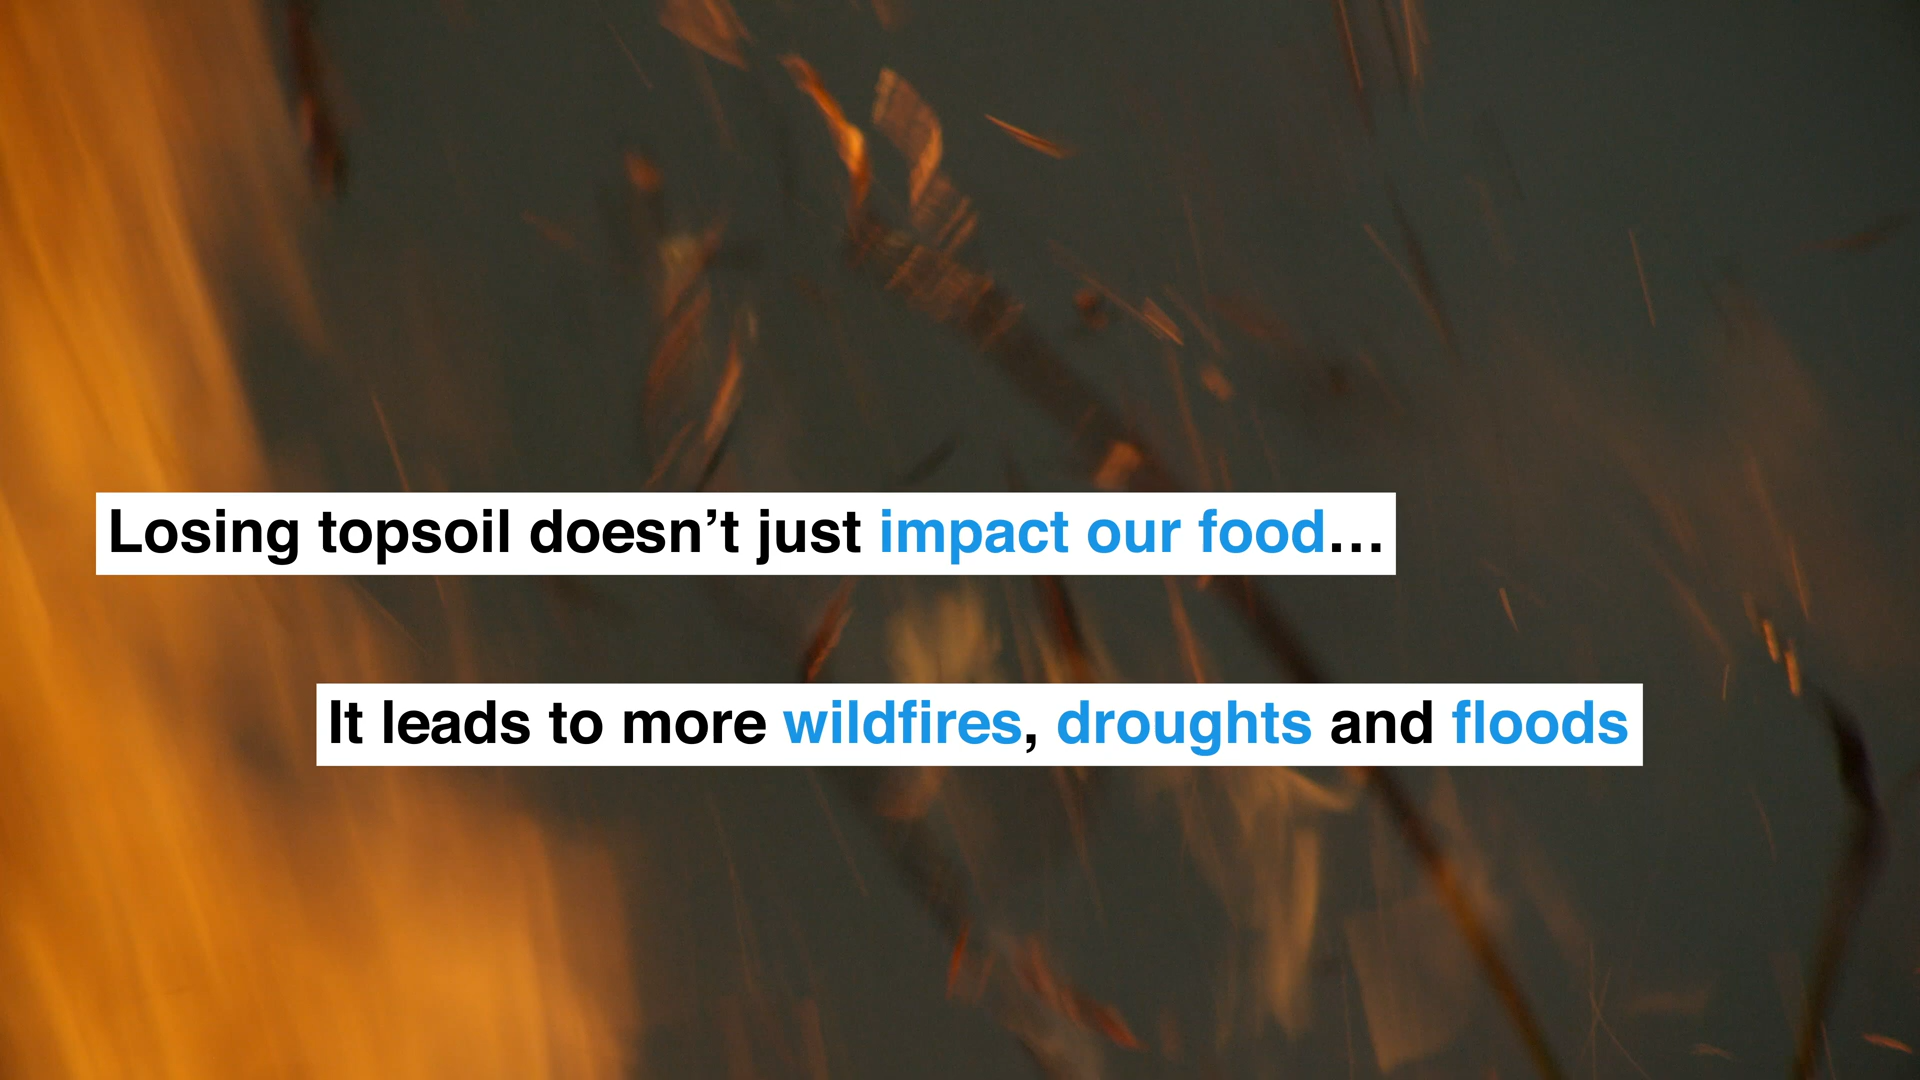 Losing topsoil doesn’t just impact our food…
It leads to more wildfires, droughts and floods